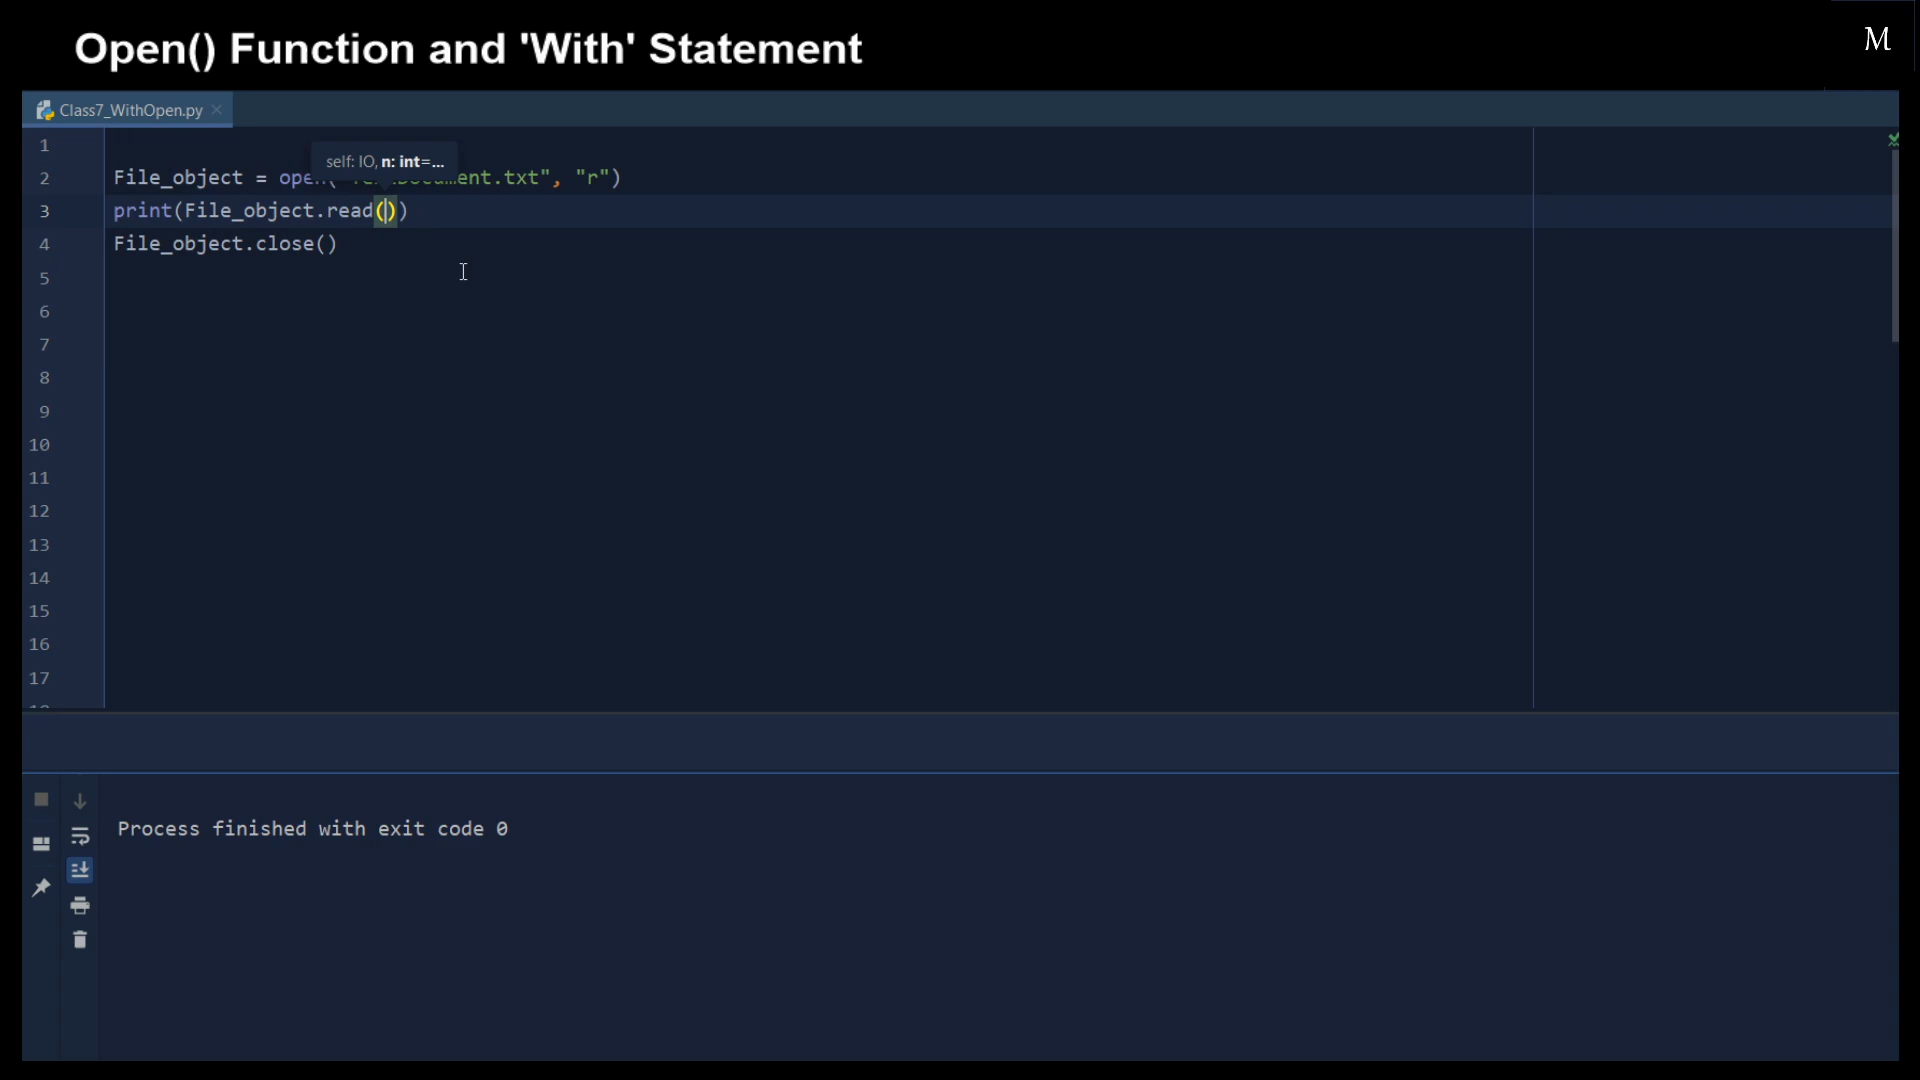 Open() Function and 'With' Statement
M
Class7_WithOpen.py
1
self: IO, n: int=...
2 File_object = open( Document.txt", "r")
3 print(File_object.read())
4 File_object.close()
5
6
7
8
9
10
11
12
13
14
15
16
17
Process finished with exit code 0